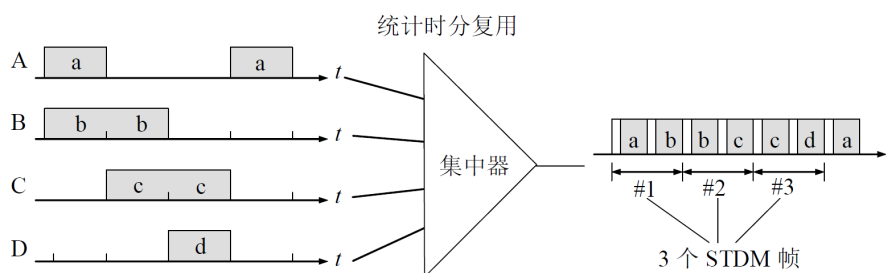 统计时分复用
A a a t
B b b t
C c c t
D d t
集中器
a b b c c d a t
#1 #2 #3
3 个 STDM 帧